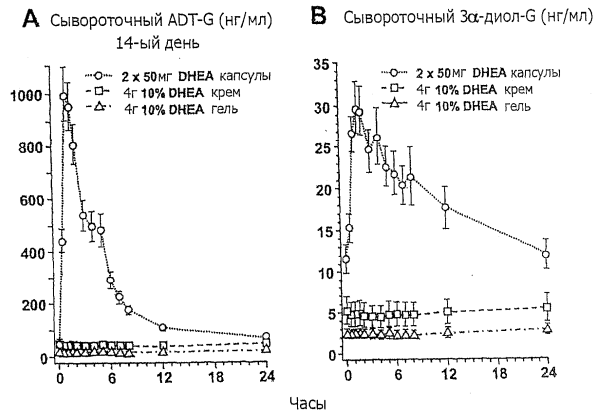 A Сывороточный ADT-G (нг/мл)
14-ый день
2 x 50мг DHEA капсулы
4г 10% DHEA крем
4г 10% DHEA гель
1000
800
600
400
200
0
0 6 12 18 24
B Сывороточный 3α-диол-G (нг/мл)
2 x 50мг DHEA капсулы
4г 10% DHEA крем
4г 10% DHEA гель
35
30
25
20
15
10
5
0
0 6 12 18 24
Часы